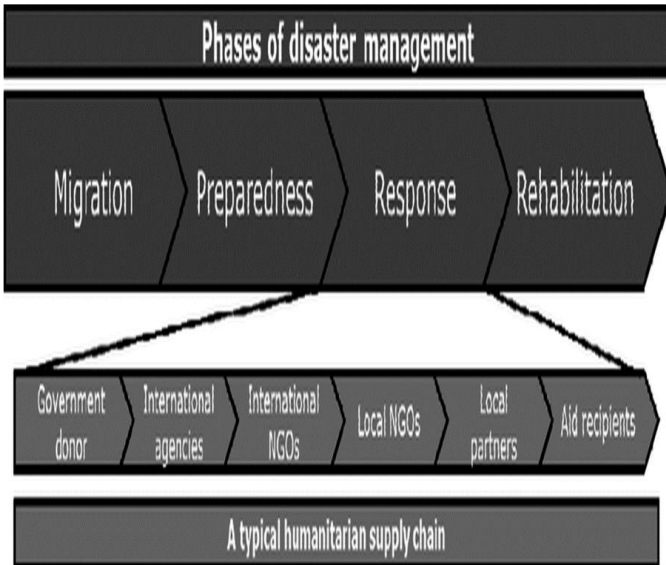 Phases of disaster management
Migration
Preparedness
Response
Rehabilitation
Government
donor
International
agencies
International
NGOs
Local NGOs
Local
partners
Aid recipients
A typical humanitarian supply chain